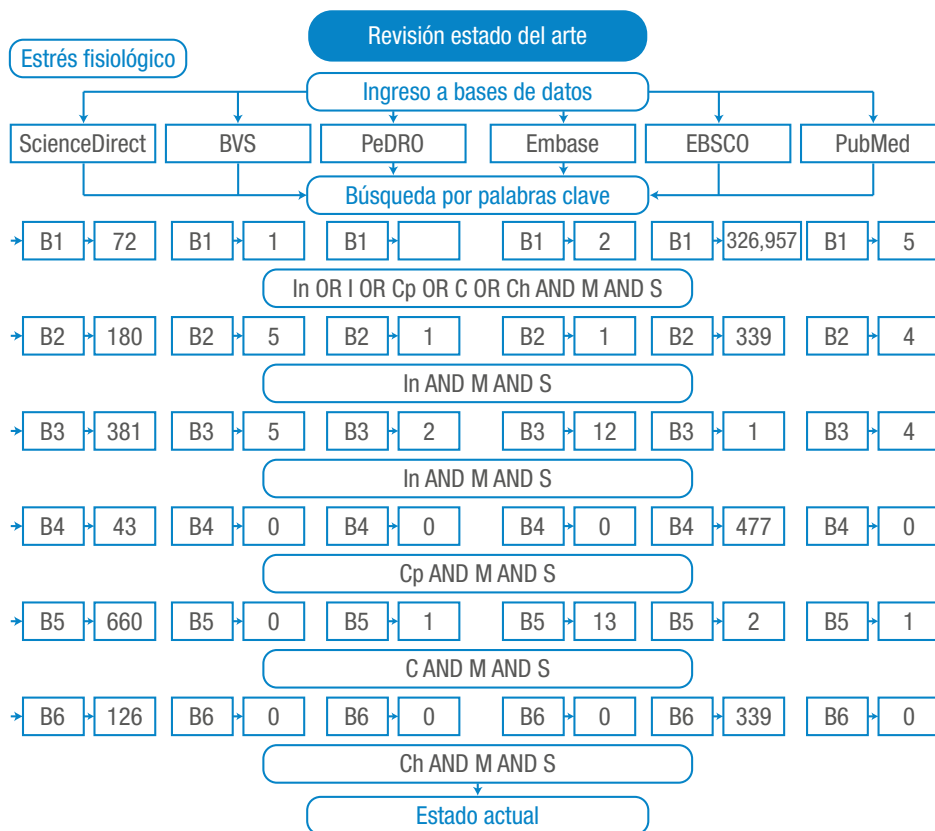 Revisión estado del arte
Estrés fisiológico
Ingreso a bases de datos
ScienceDirect BVS PeDRO Embase EBSCO PubMed
Búsqueda por palabras clave
B1 72 B1 1 B1 B1 2 B1 326,957 B1 5
In OR I OR Cp OR C OR Ch AND M AND S
B2 180 B2 5 B2 1 B2 1 B2 339 B2 4
In AND M AND S
B3 381 B3 5 B3 2 B3 12 B3 1 B3 4
In AND M AND S
B4 43 B4 0 B4 0 B4 0 B4 477 B4 0
Cp AND M AND S
B5 660 B5 0 B5 1 B5 13 B5 2 B5 1
C AND M AND S
B6 126 B6 0 B6 0 B6 0 B6 339 B6 0
Ch AND M AND S
Estado actual